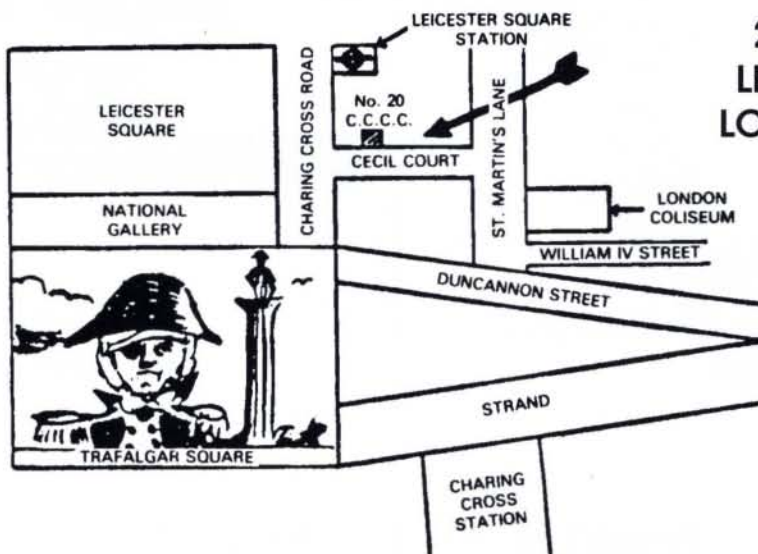 LEICESTER SQUARE
STATION
LEICESTER
SQUARE
CHARING CROSS ROAD
No. 20
C.C.C.C.
ST. MARTIN'S LANE
CECIL COURT
NATIONAL
GALLERY
LONDON
COLISEUM
WILLIAM IV STREET
DUNCANNON STREET
STRAND
TRAFALGAR SQUARE
CHARING
CROSS
STATION
LO